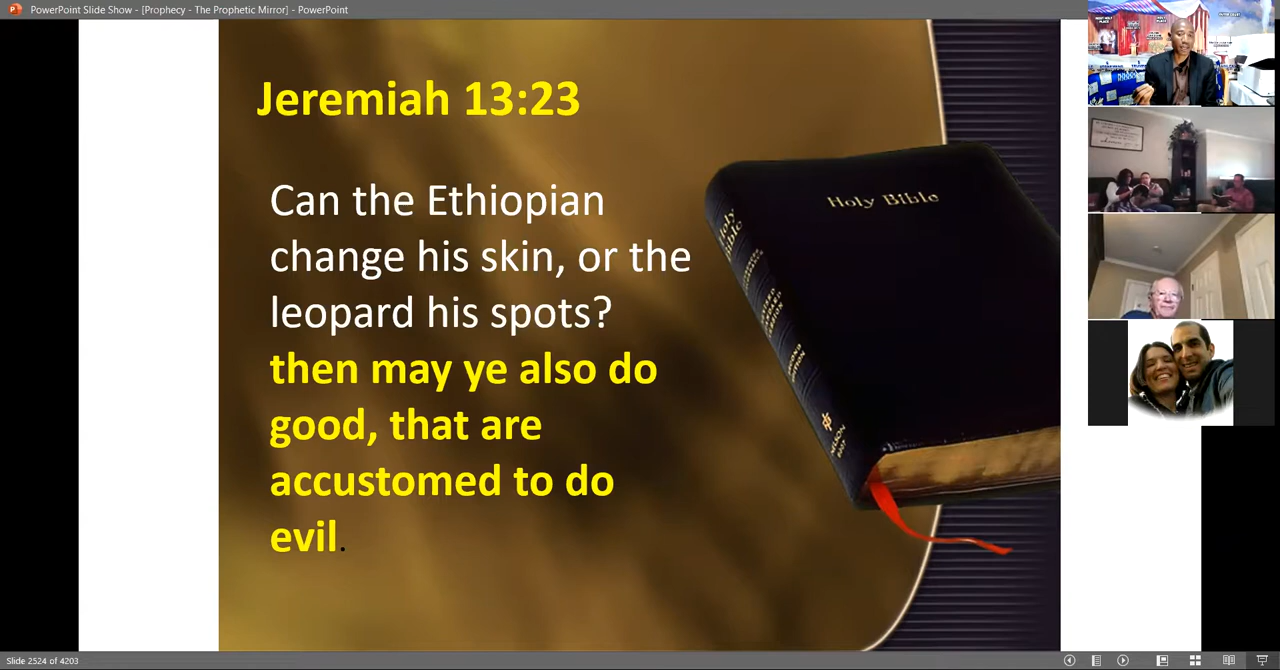 PowerPoint Slide Show - [Prophecy - The Prophetic Mirror] - PowerPoint
Jeremiah 13:23
Can the Ethiopian
change his skin, or the
leopard his spots?
then may ye also do
good, that are
accustomed to do
evil.
Holy Bible
Holy Bible
Slide 2524 of 4203